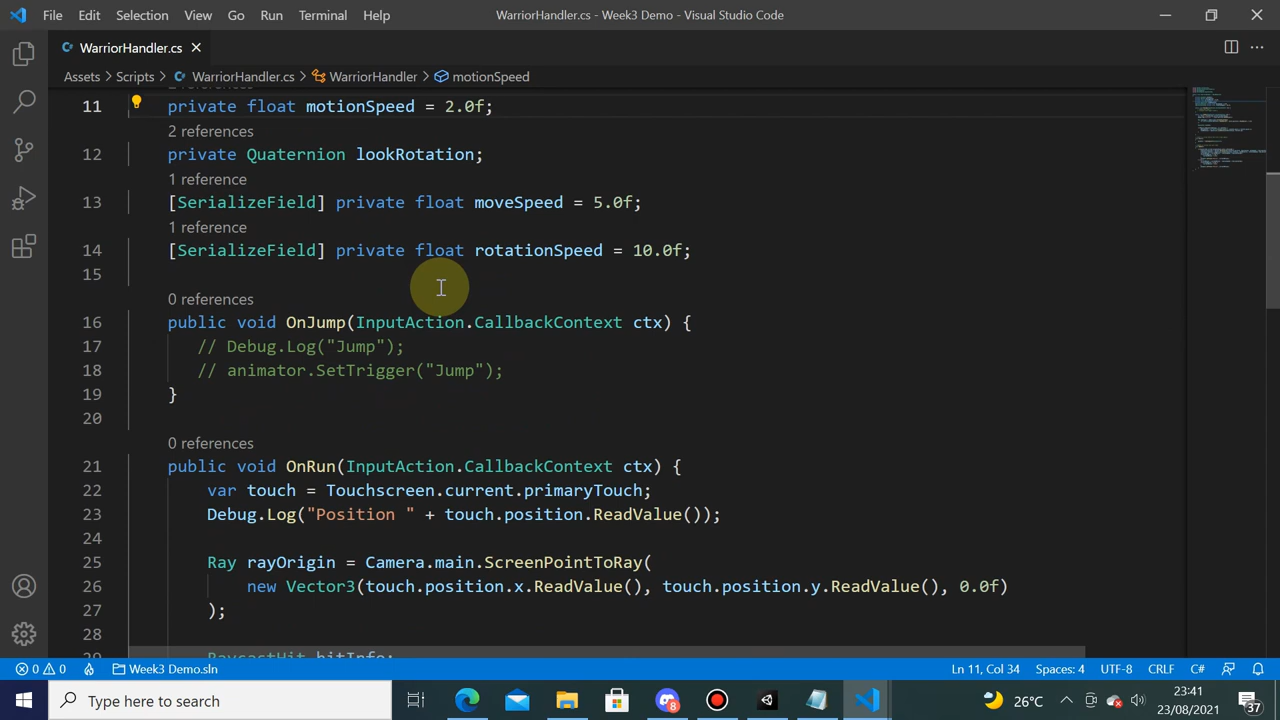 File Edit Selection View Go Run Terminal Help WarriorHandler.cs - Week3 Demo - Visual Studio Code
WarriorHandler.cs
Assets > Scripts > WarriorHandler.cs > WarriorHandler > motionSpeed
11 private float motionSpeed = 2.0f;
2 references
12 private Quaternion lookRotation;
1 reference
13 [SerializeField] private float moveSpeed = 5.0f;
1 reference
14 [SerializeField] private float rotationSpeed = 10.0f;
15
0 references
16 public void OnJump(InputAction.CallbackContext ctx) {
17 // Debug.Log("Jump");
18 // animator.SetTrigger("Jump");
19 }
20
0 references
21 public void OnRun(InputAction.CallbackContext ctx) {
22 var touch = Touchscreen.current.primaryTouch;
23 Debug.Log("Position " + touch.position.ReadValue());
24
25 Ray rayOrigin = Camera.main.ScreenPointToRay(
26 new Vector3(touch.position.x.ReadValue(), touch.position.y.ReadValue(), 0.0f)
27 );
28
29 RaycastHit hitInfo;
0 0 Week3 Demo.sln Ln 11, Col 34 Spaces: 4 UTF-8 CRLF C#
Type here to search 8 26°C 23:41 23/08/2021 37